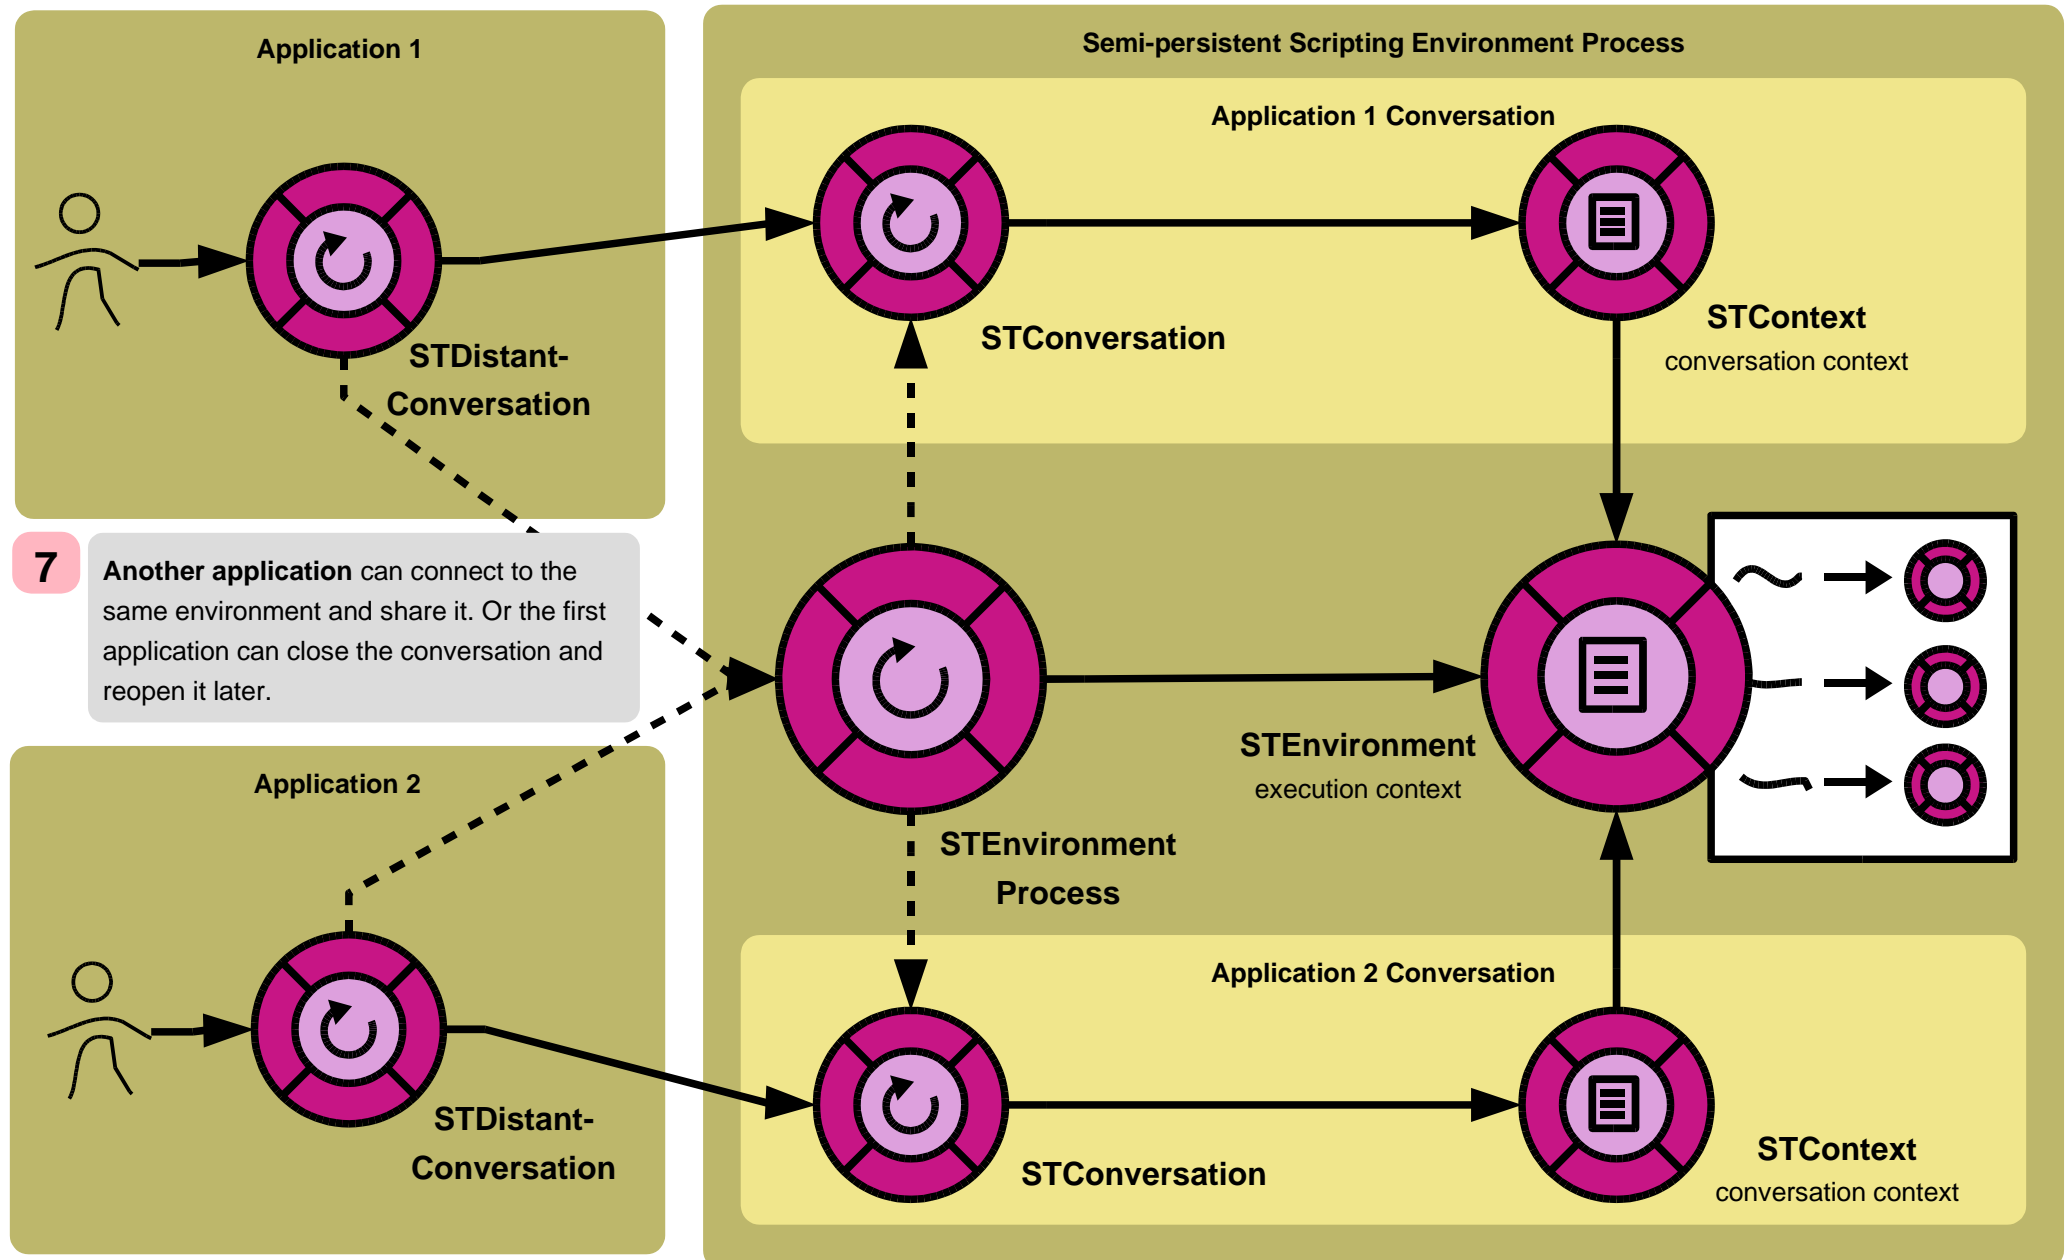 Application 1
Semi-persistent Scripting Environment Process
Application 1 Conversation
STDistant-
Conversation
STConversation
STContext
conversation context
7
Another application can connect to the
same environment and share it. Or the first
application can close the conversation and
reopen it later.
STEnvironment
execution context
STEnvironment
Process
Application 2
Application 2 Conversation
STDistant-
Conversation
STConversation
STContext
conversation context